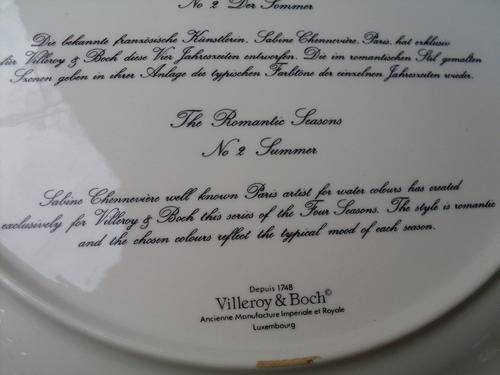 No 2 Der Sommer
Die bekannte französische Künstlerin, Sabine Chennevière, Paris, hat exklusiv
für Villeroy & Boch diese Vier Jahreszeiten entworfen. Die im romantischen Stil gemalten
Szenen geben in ihrer Anlage die typischen Farbtöne der einzelnen Jahreszeiten wieder.
The Romantic Seasons
No 2 Summer
Sabine Chennevière well known Paris artist for water colours has created
exclusively for Villeroy & Boch this series of the Four Seasons. The style is romantic
and the chosen colours reflect the typical mood of each season.
Depuis 1748
Villeroy & Boch©
Ancienne Manufacture Impériale et Royale
Luxembourg